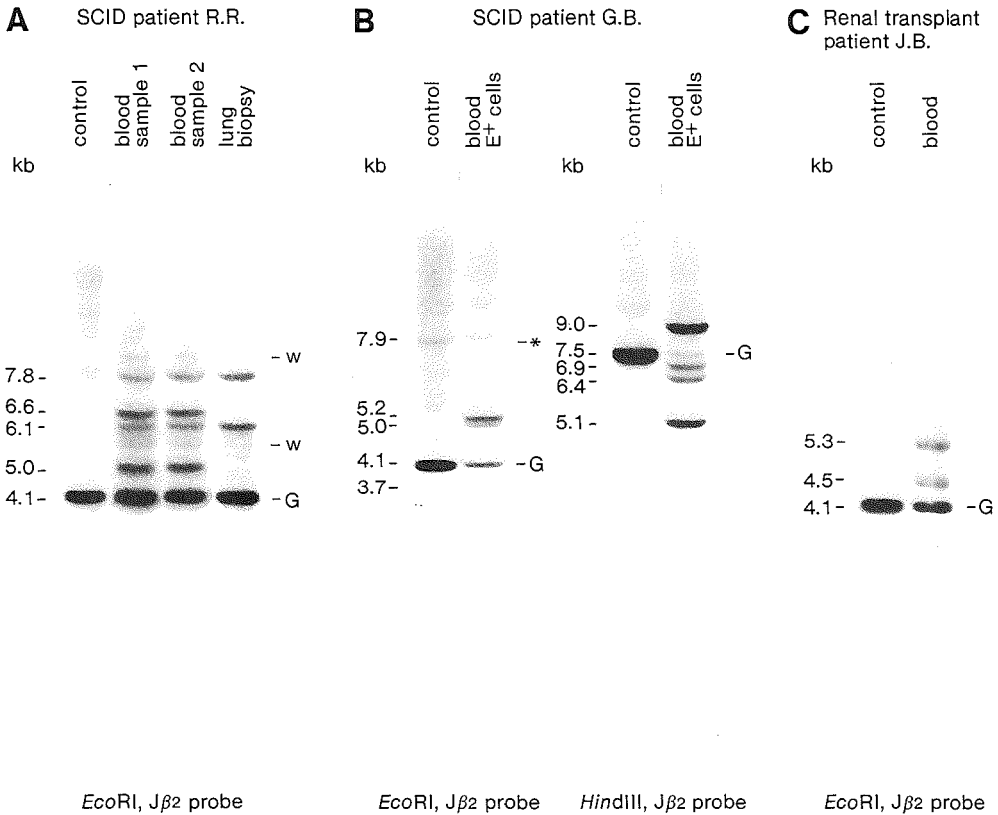 A SCID patient R.R.
control
blood sample 1
blood sample 2
lung biopsy
kb
7.8
6.6
6.1
5.0
4.1
w
w
G
EcoRI, Jβ2 probe
B SCID patient G.B.
control
blood E+ cells
kb
7.9
5.2
5.0
4.1
3.7
*
G
EcoRI, Jβ2 probe
control
blood E+ cells
kb
9.0
7.5
6.9
6.4
5.1
G
HindIII, Jβ2 probe
C Renal transplant
patient J.B.
control
blood
kb
5.3
4.5
4.1
G
EcoRI, Jβ2 probe